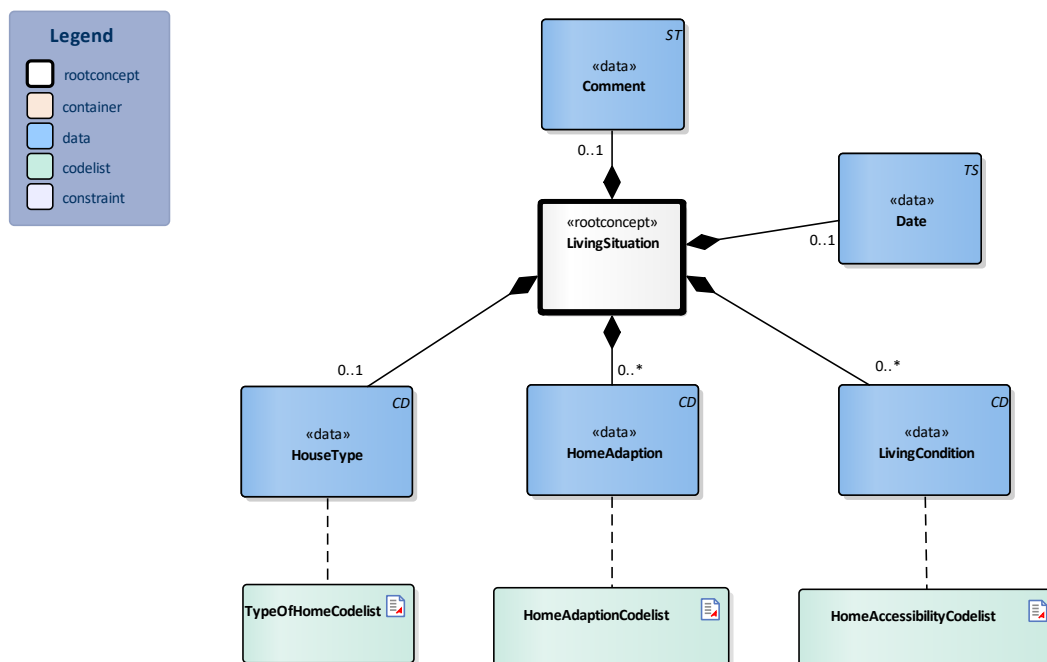 Legend
rootconcept
container
data
codelist
constraint
ST
«data»
Comment
0..1
TS
«data»
Date
0..1
«rootconcept»
LivingSituation
0..1
0..*
0..*
CD
«data»
HouseType
CD
«data»
HomeAdaption
CD
«data»
LivingCondition
TypeOfHomeCodelist
HomeAdaptionCodelist
HomeAccessibilityCodelist